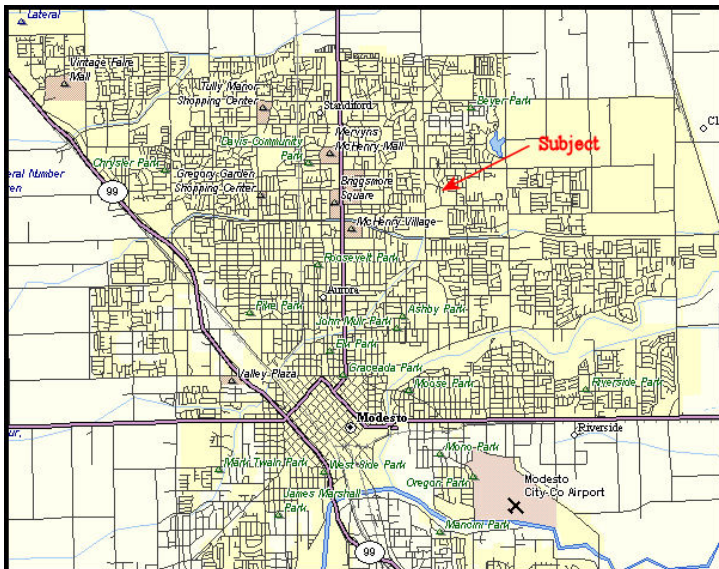 Lateral
Vintage Faire
Mall
Tully Manor
Shopping Center
Standiford
Beyer Park
Mervyns
McHenry Mall
Davis Community
Park
Subject
Chrysler Park
Gregory Garden
Shopping Center
eral Number
99
Briggsmore
Square
McHenry Village
Roosevelt Park
Aurora
Pike Park
Ashby Park
John Muir Park
Elk Park
Graceada Park
Valley Plaza
Moose Park
Riverside Park
Modesto
Riverside
Mono Park
Mark Twain Park
West Side Park
Oregon Park
Modesto
City-Co Airport
James Marshall
Park
Mancini Park
99